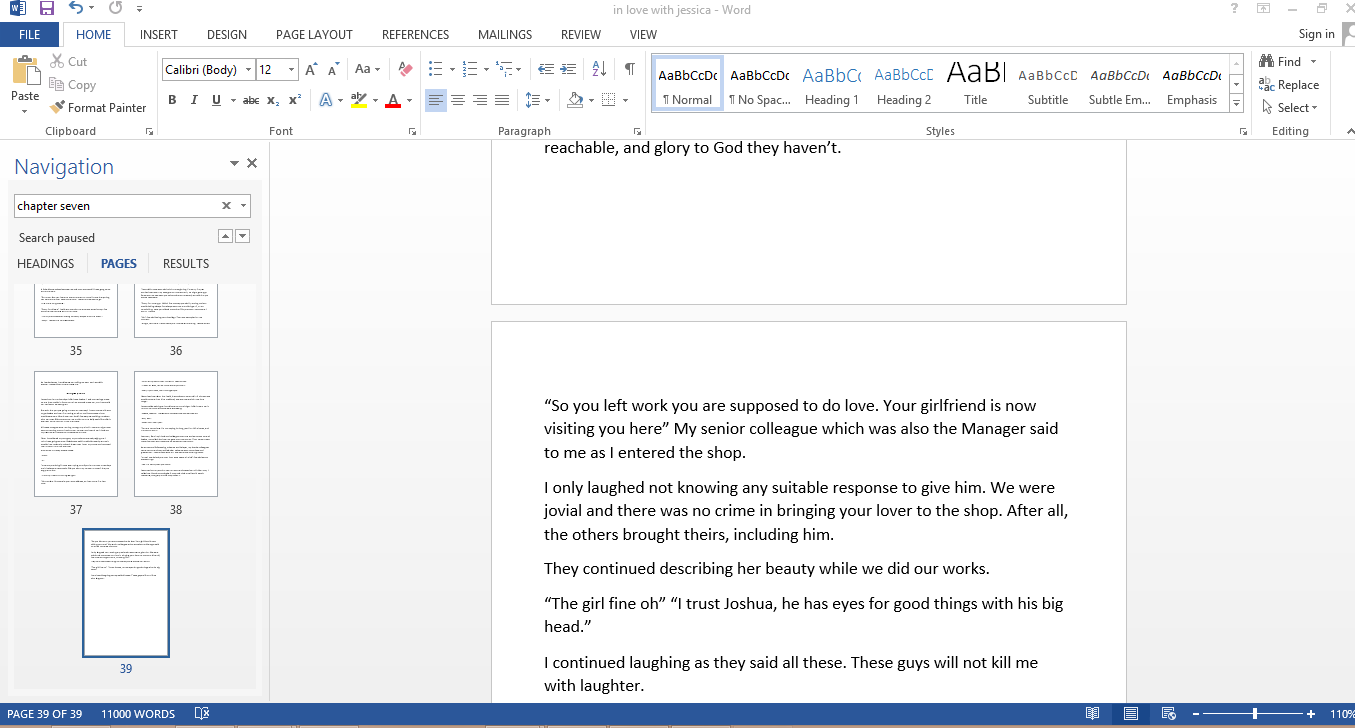 in love with jessica - Word
FILE HOME INSERT DESIGN PAGE LAYOUT REFERENCES MAILINGS REVIEW VIEW Sign in
Paste Cut Copy Format Painter Clipboard
Calibri (Body) 12 Aa B I U abc x₂ x² A ab A Font
Paragraph
AaBbCcDc AaBbCcDc AaBbCc AaBbCcD AaBl AaBbCcD AaBbCcDc AaBbCcDc
¶ Normal ¶ No Spac... Heading 1 Heading 2 Title Subtitle Subtle Em... Emphasis
Styles
Find Replace Select Editing
Navigation
chapter seven
Search paused
HEADINGS PAGES RESULTS
35 36
37 38
39
reachable, and glory to God they haven’t.
“So you left work you are supposed to do love. Your girlfriend is now
visiting you here” My senior colleague which was also the Manager said
to me as I entered the shop.
I only laughed not knowing any suitable response to give him. We were
jovial and there was no crime in bringing your lover to the shop. After all,
the others brought theirs, including him.
They continued describing her beauty while we did our works.
“The girl fine oh” “I trust Joshua, he has eyes for good things with his big
head.”
I continued laughing as they said all these. These guys will not kill me
with laughter.
PAGE 39 OF 39 11000 WORDS 110%